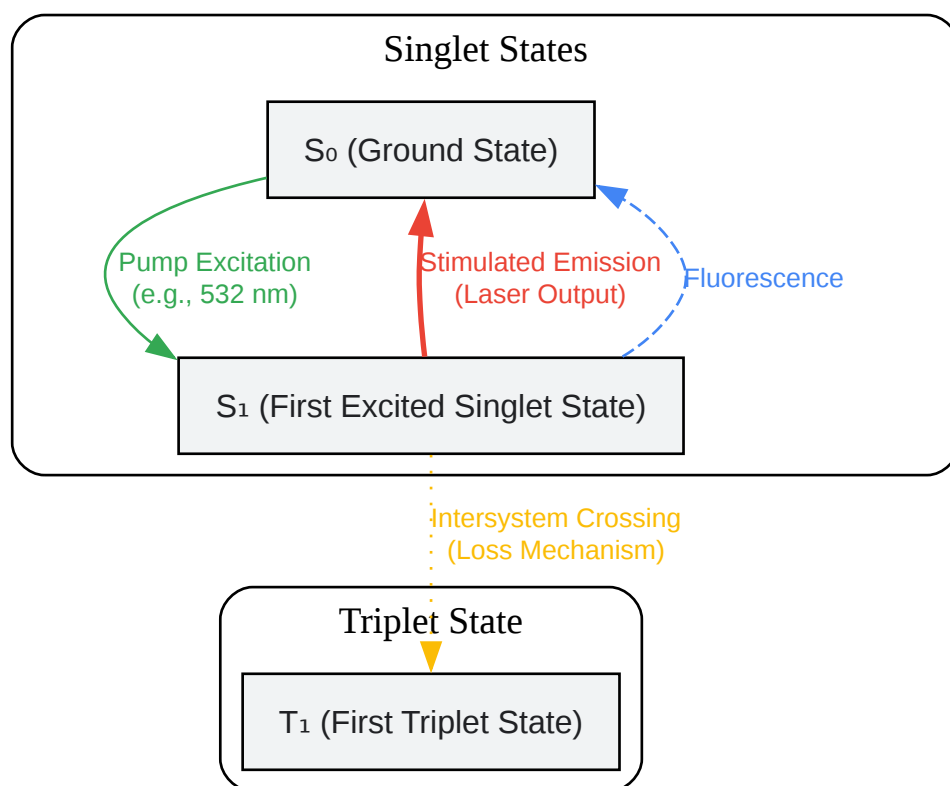 Singlet States
S₀ (Ground State)
Pump Excitation
(e.g., 532 nm)
Stimulated Emission
(Laser Output)
Fluorescence
S₁ (First Excited Singlet State)
Intersystem Crossing
(Loss Mechanism)
Triplet State
T₁ (First Triplet State)